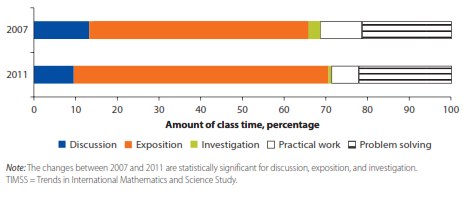 2007
2011
0 10 20 30 40 50 60 70 80 90 100
Amount of class time, percentage
Discussion Exposition Investigation Practical work Problem solving
Note: The changes between 2007 and 2011 are statistically significant for discussion, exposition, and investigation.
TIMSS = Trends in International Mathematics and Science Study.